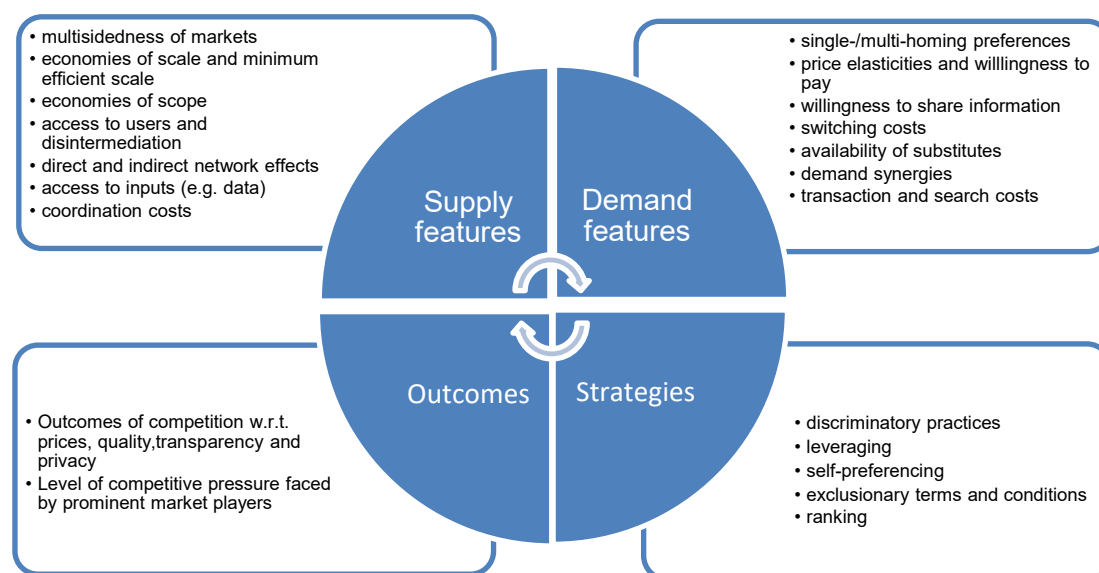 • multisidedness of markets
• economies of scale and minimum
efficient scale
• economies of scope
• access to users and
disintermediation
• direct and indirect network effects
• access to inputs (e.g. data)
• coordination costs
• single-/multi-homing preferences
• price elasticities and willlingness to
pay
• willingness to share information
• switching costs
• availability of substitutes
• demand synergies
• transaction and search costs
Supply
features
Demand
features
Outcomes
Strategies
• Outcomes of competition w.r.t.
prices, quality,transparency and
privacy
• Level of competitive pressure faced
by prominent market players
• discriminatory practices
• leveraging
• self-preferencing
• exclusionary terms and conditions
• ranking